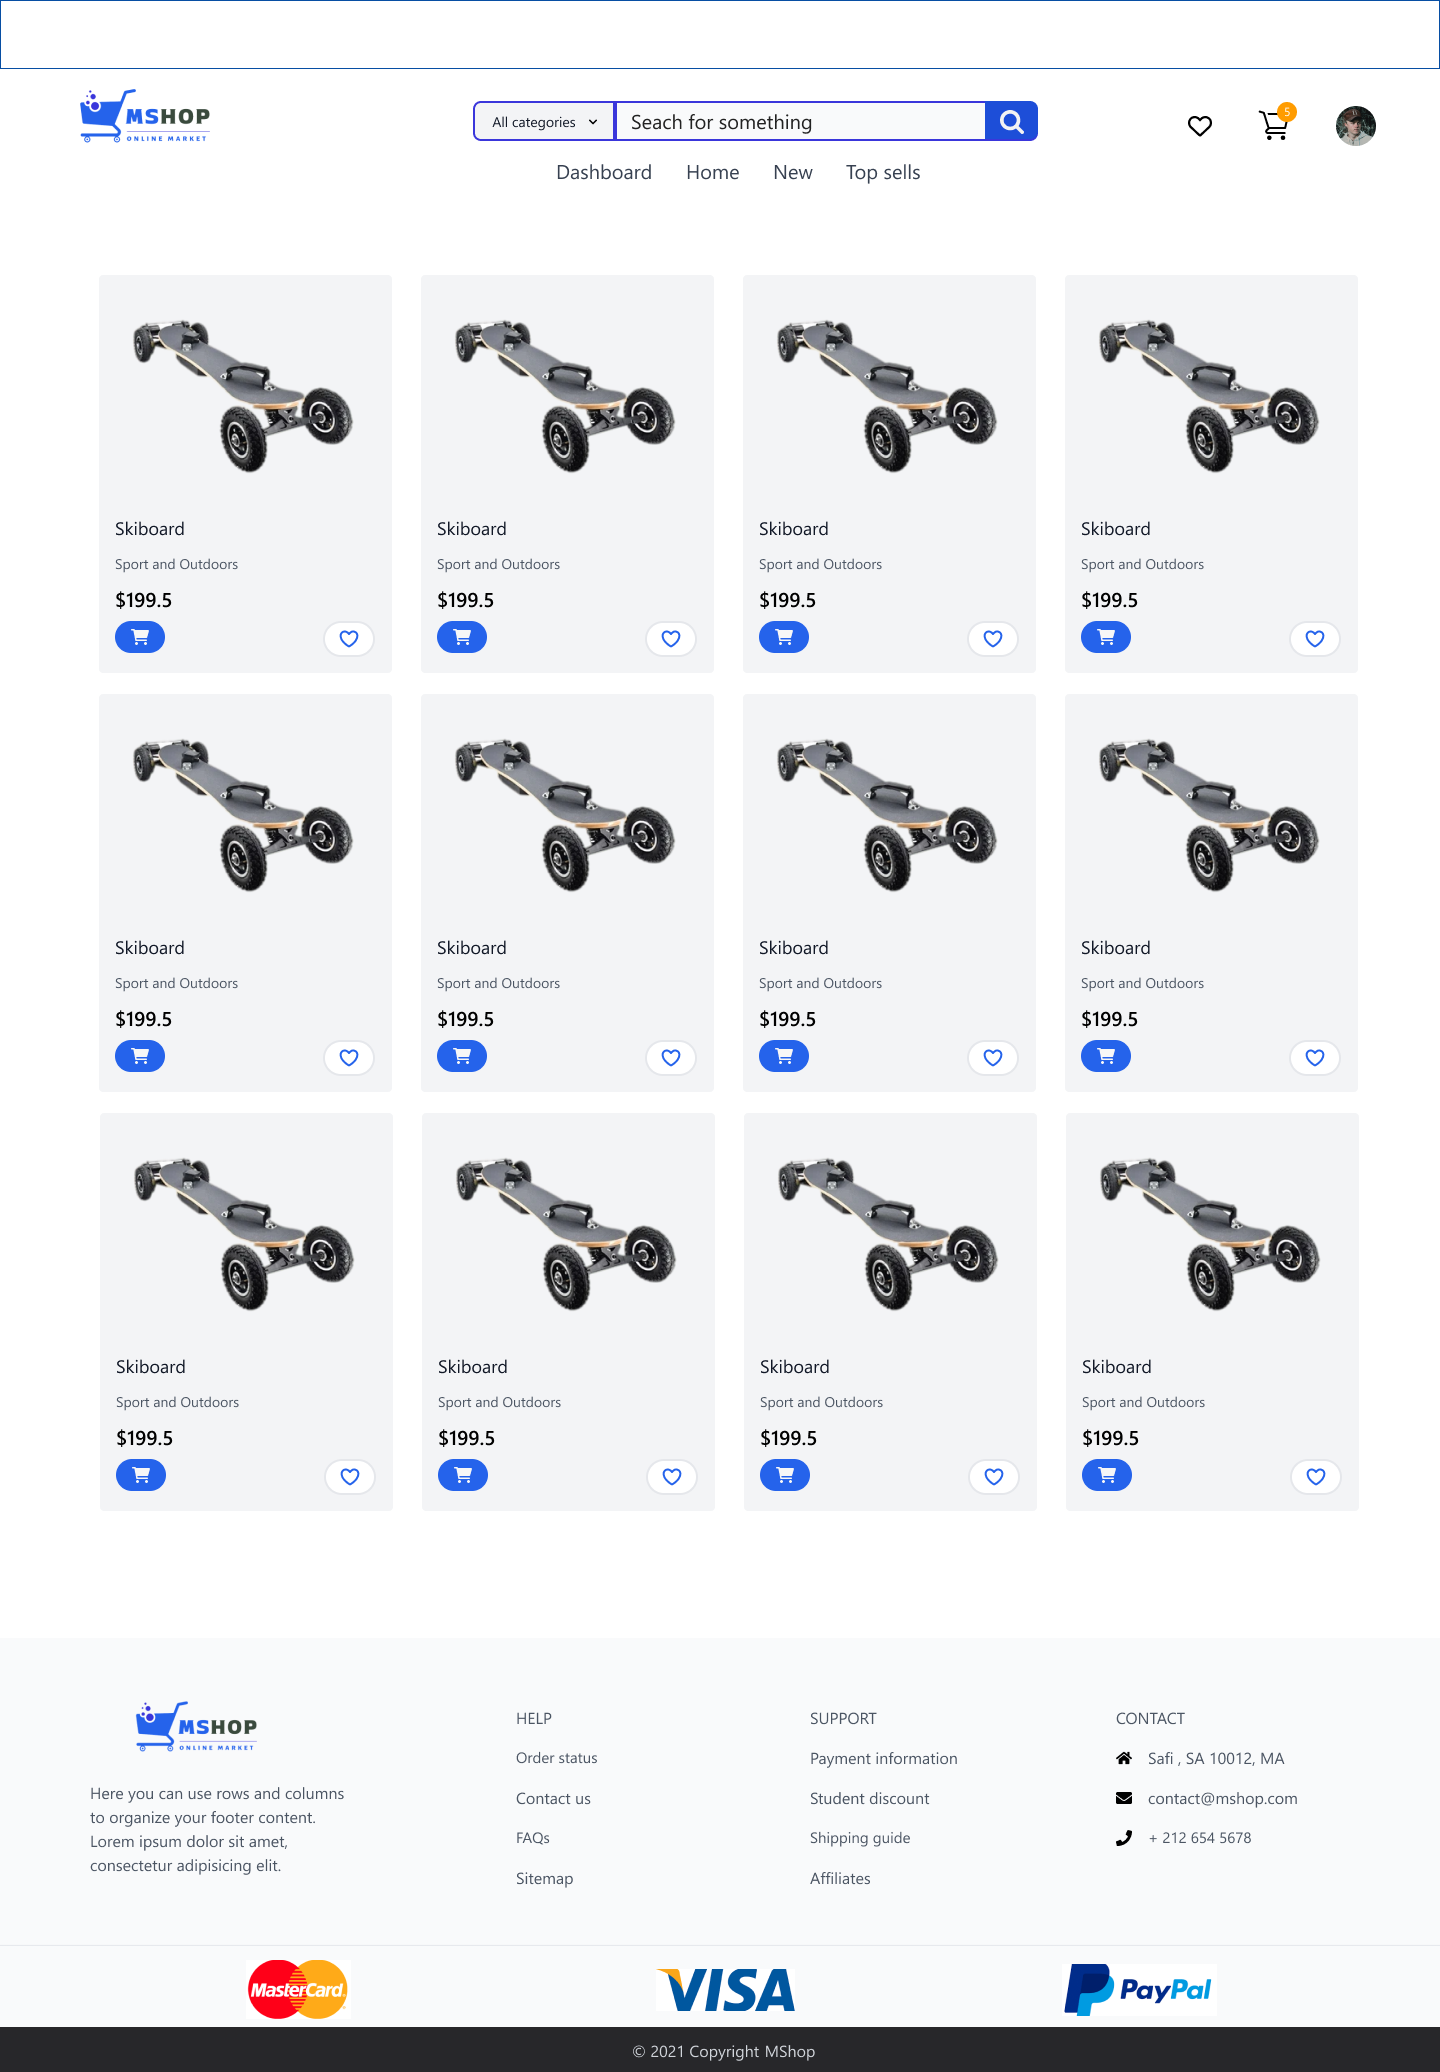 MSHOP
ONLINE MARKET
All categories
Seach for something
5
Dashboard Home New Top sells
Skiboard Skiboard Skiboard Skiboard
Sport and Outdoors Sport and Outdoors Sport and Outdoors Sport and Outdoors
$199.5 $199.5 $199.5 $199.5
Skiboard Skiboard Skiboard Skiboard
Sport and Outdoors Sport and Outdoors Sport and Outdoors Sport and Outdoors
$199.5 $199.5 $199.5 $199.5
Skiboard Skiboard Skiboard Skiboard
Sport and Outdoors Sport and Outdoors Sport and Outdoors Sport and Outdoors
$199.5 $199.5 $199.5 $199.5
MSHOP
ONLINE MARKET
Here you can use rows and columns
to organize your footer content.
Lorem ipsum dolor sit amet,
consectetur adipisicing elit.
HELP
Order status
Contact us
FAQs
Sitemap
SUPPORT
Payment information
Student discount
Shipping guide
Affiliates
CONTACT
Safi , SA 10012, MA
contact@mshop.com
+ 212 654 5678
MasterCard VISA PayPal
© 2021 Copyright MShop